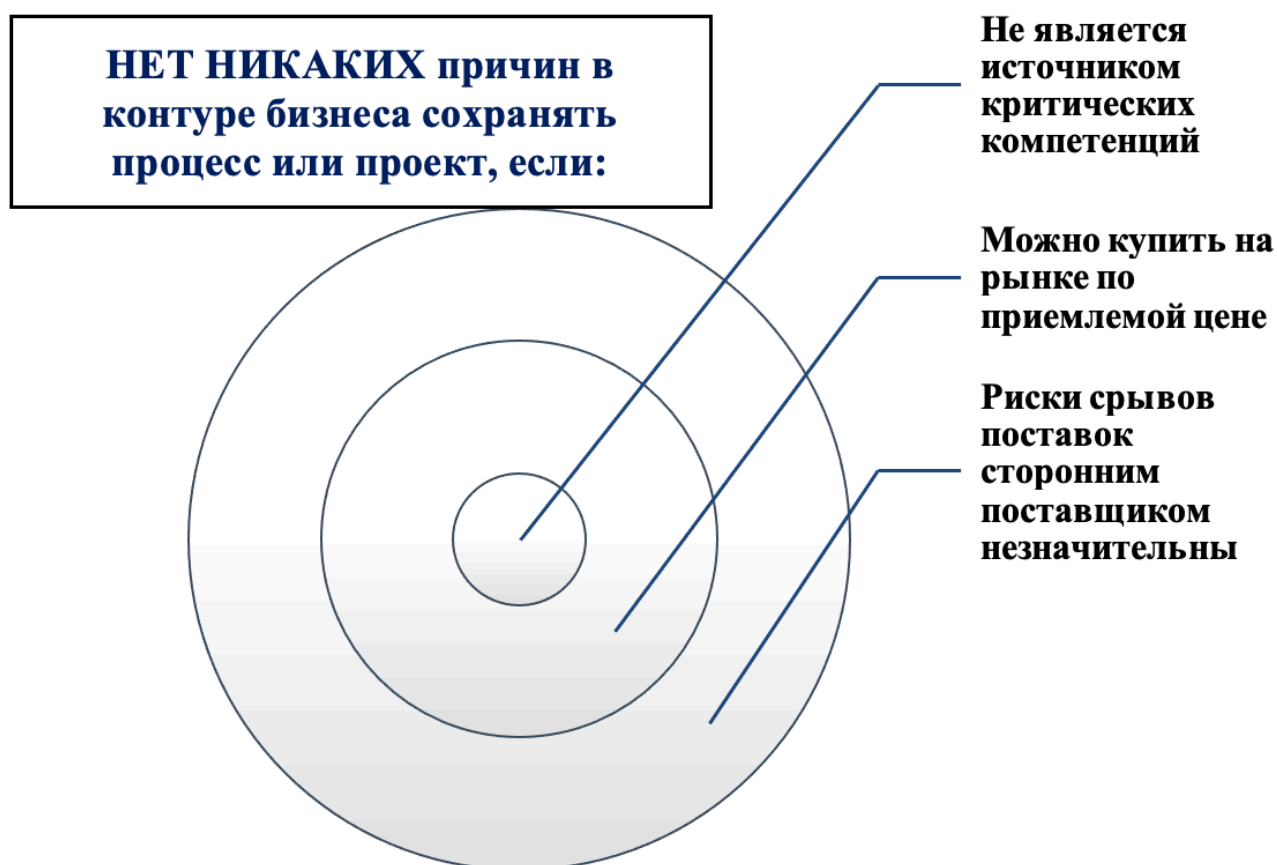 НЕТ НИКАКИХ причин в
контуре бизнеса сохранять
процесс или проект, если:
Не является
источником
критических
компетенций
Можно купить на
рынке по
приемлемой цене
Риски срывов
поставок
сторонним
поставщиком
незначительны